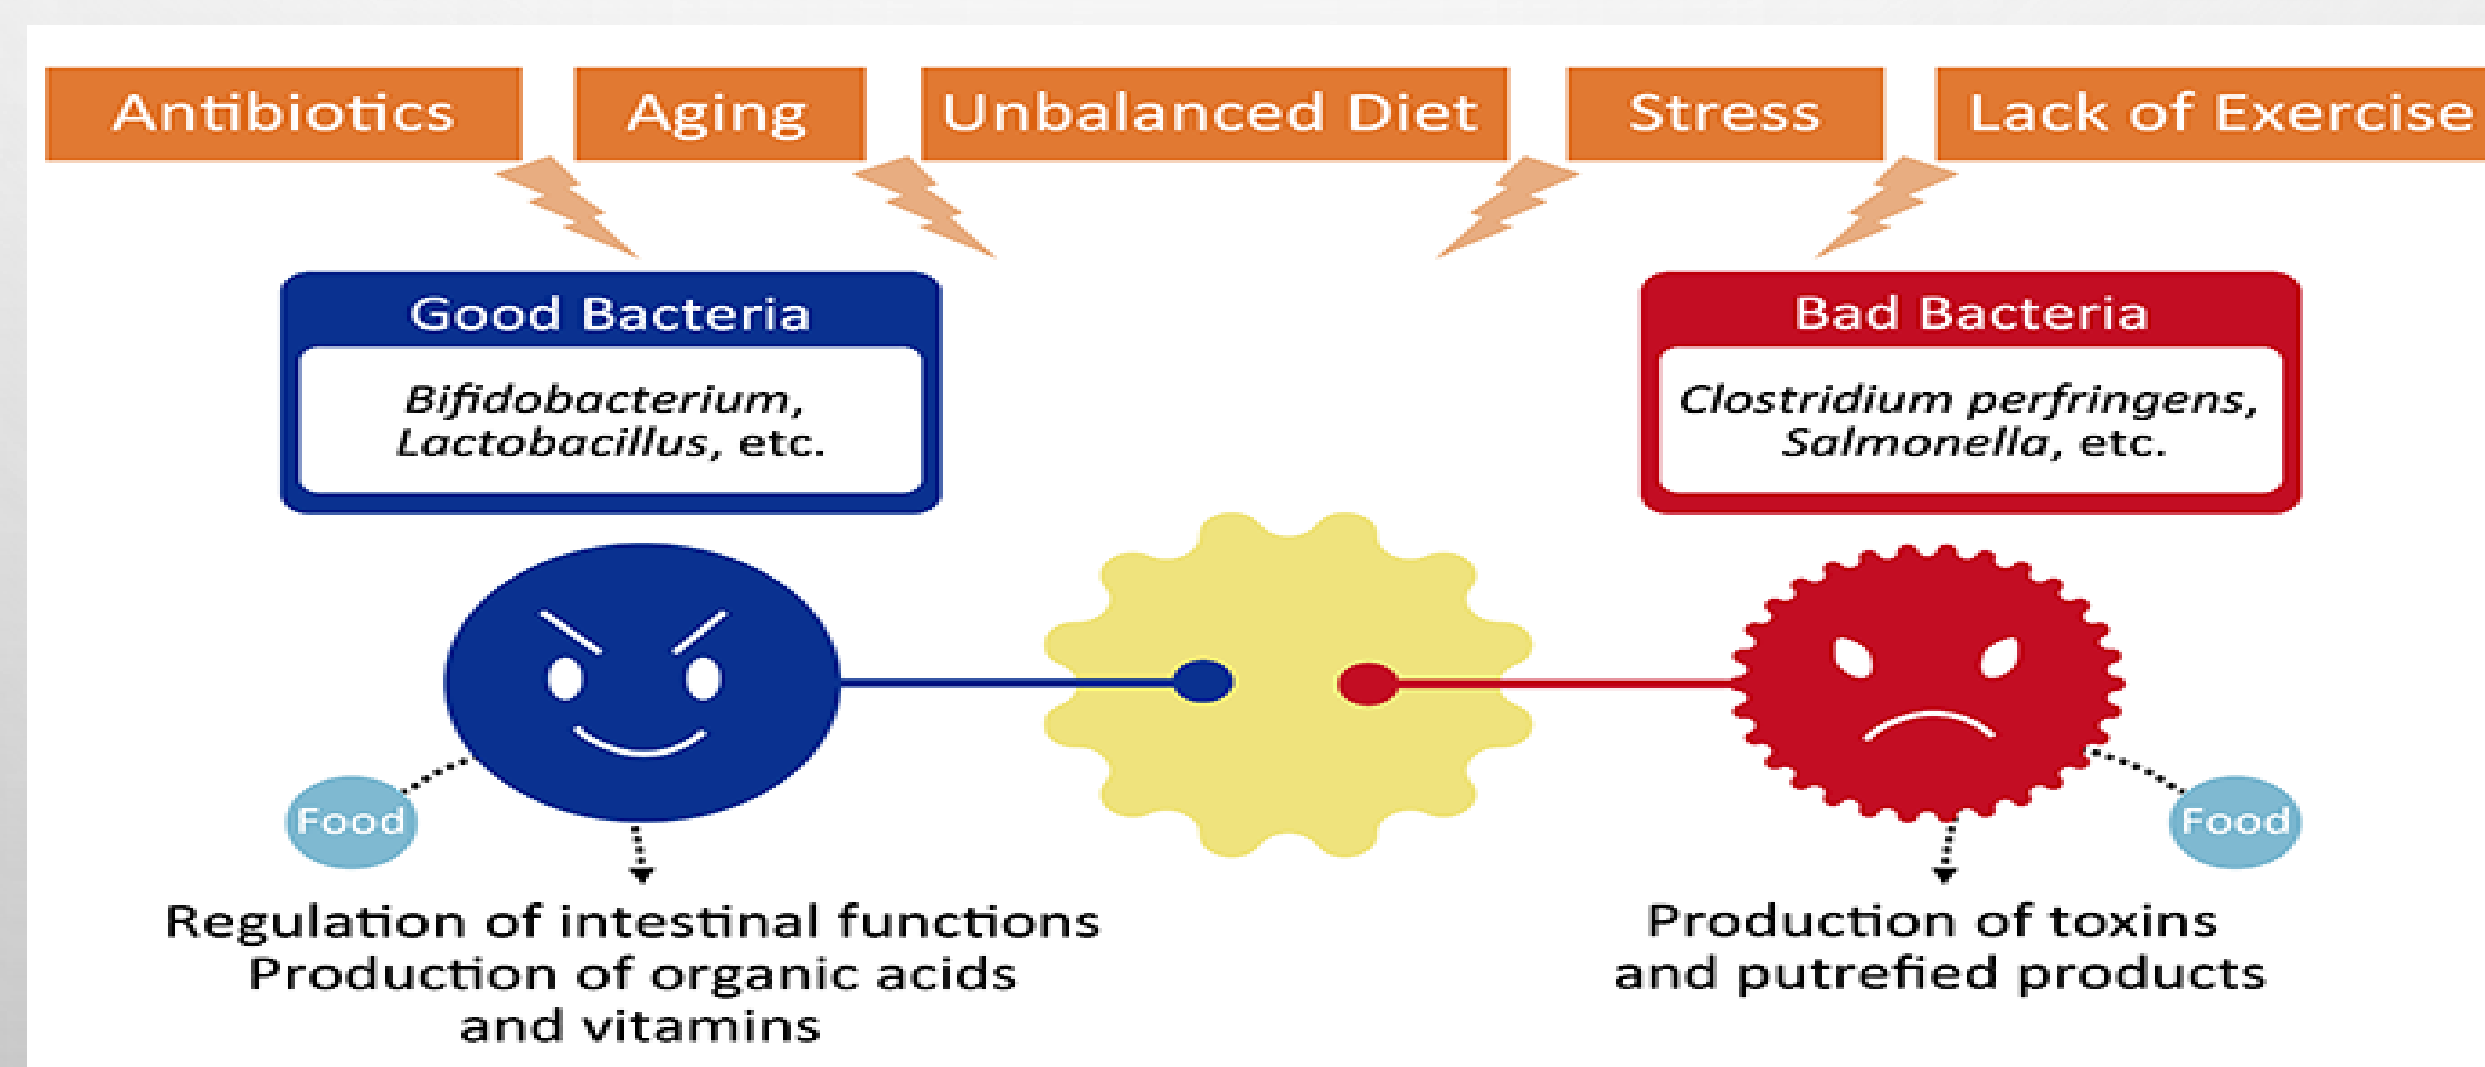 Antibiotics
Aging
Unbalanced Diet
Stress
Lack of Exercise
Good Bacteria
Bifidobacterium,
Lactobacillus, etc.
Bad Bacteria
Clostridium perfringens,
Salmonella, etc.
Food
Food
Regulation of intestinal functions
Production of organic acids
and vitamins
Production of toxins
and putrefied products